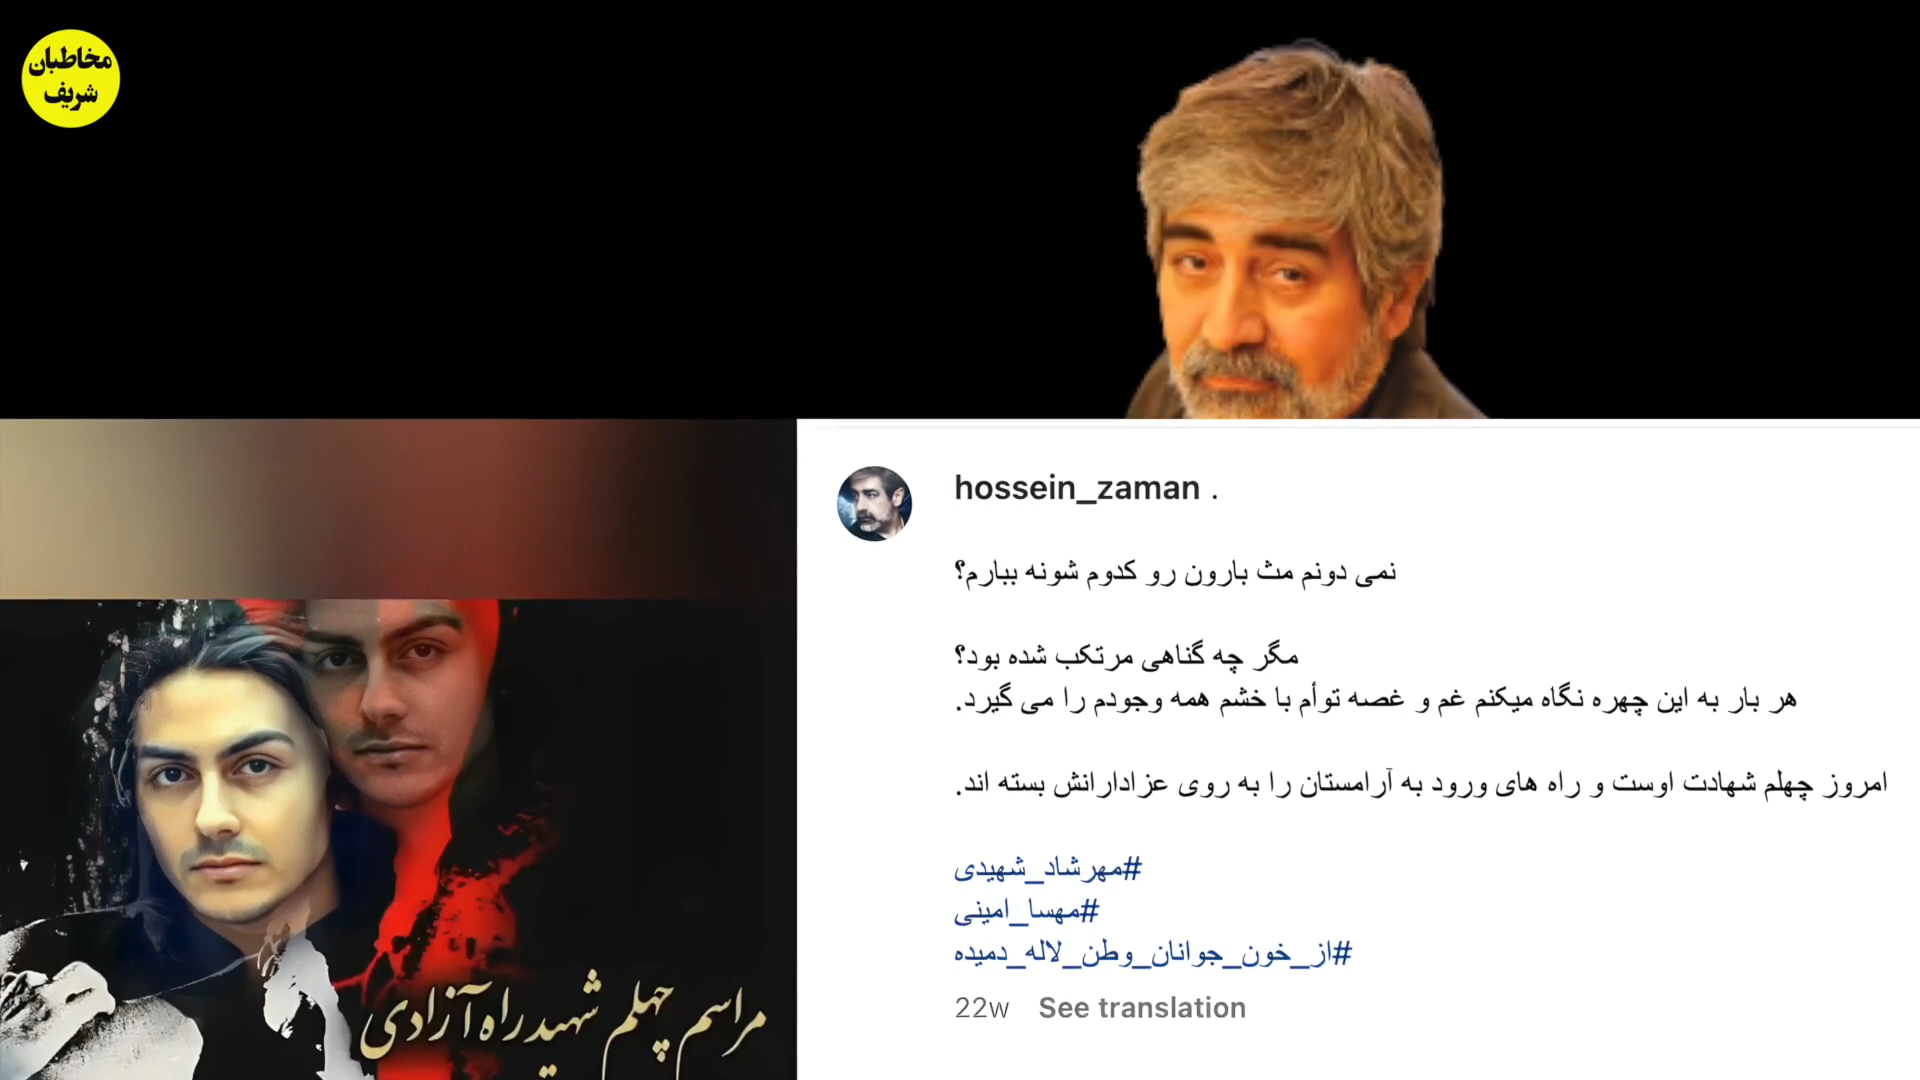 مخاطبان
شریف
hossein_zaman .
نمی دونم مث بارون رو کدوم شونه ببارم؟
مگر چه گناهی مرتکب شده بود؟
هر بار به این چهره نگاه میکنم غم و غصه توأم با خشم همه وجودم را می گیرد.
امروز چهلم شهادت اوست و راه های ورود به آرامستان را به روی عزادارانش بسته اند.
#مهرشاد_شهیدی
#مهسا_امینی
#از_خون_جوانان_وطن_لاله_دمیده
22w See translation
مراسم چهلم شهید راه آزادی